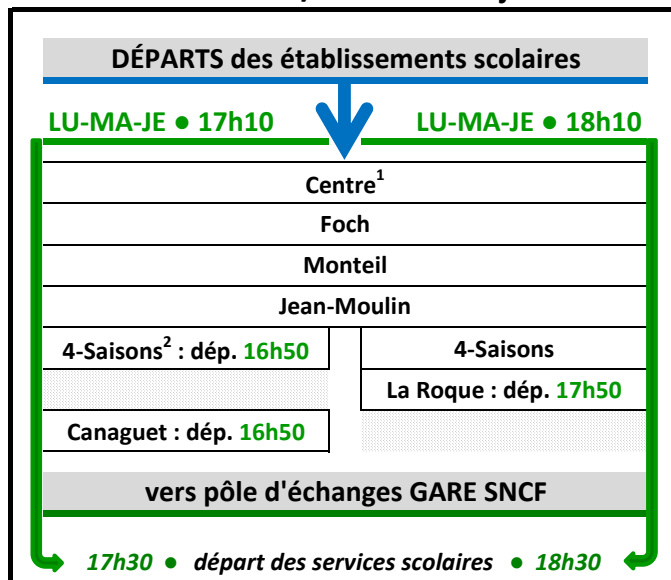 DÉPARTS des établissements scolaires
LU-MA-JE ● 17h10 LU-MA-JE ● 18h10
Centre¹
Foch
Monteil
Jean-Moulin
4-Saisons² : dép. 16h50 4-Saisons
La Roque : dép. 17h50
Canaguet : dép. 16h50
vers pôle d'échanges GARE SNCF
17h30 ● départ des services scolaires ● 18h30